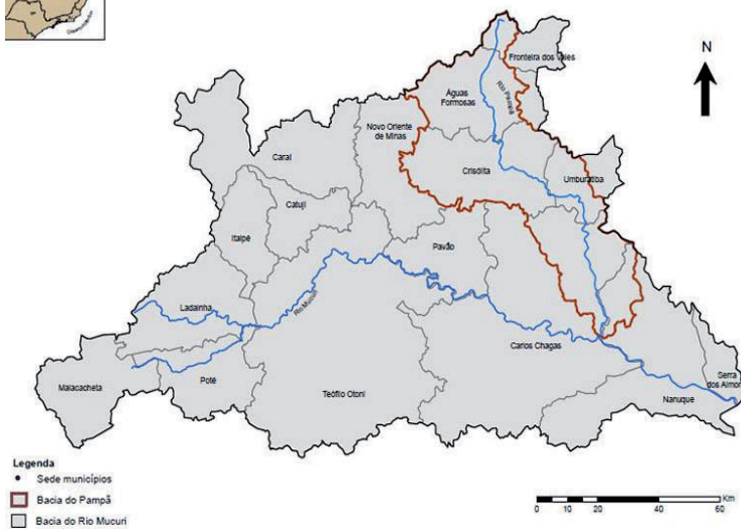 N
Fronteira dos Vales
Águas
Formosas
Rio Pampã
Novo Oriente
de Minas
Caraí
Crisólita
Umburatiba
Catuji
Itaipé
Pavão
Ladainha
Rio Mucuri
Carlos Chagas
Malacacheta
Poté
Teófilo Otoni
Serra
dos Aimor
Nanuque
Legenda
Sede municípios
Bacia do Pampã
Bacia do Rio Mucuri
Km
0 10 20 40 60